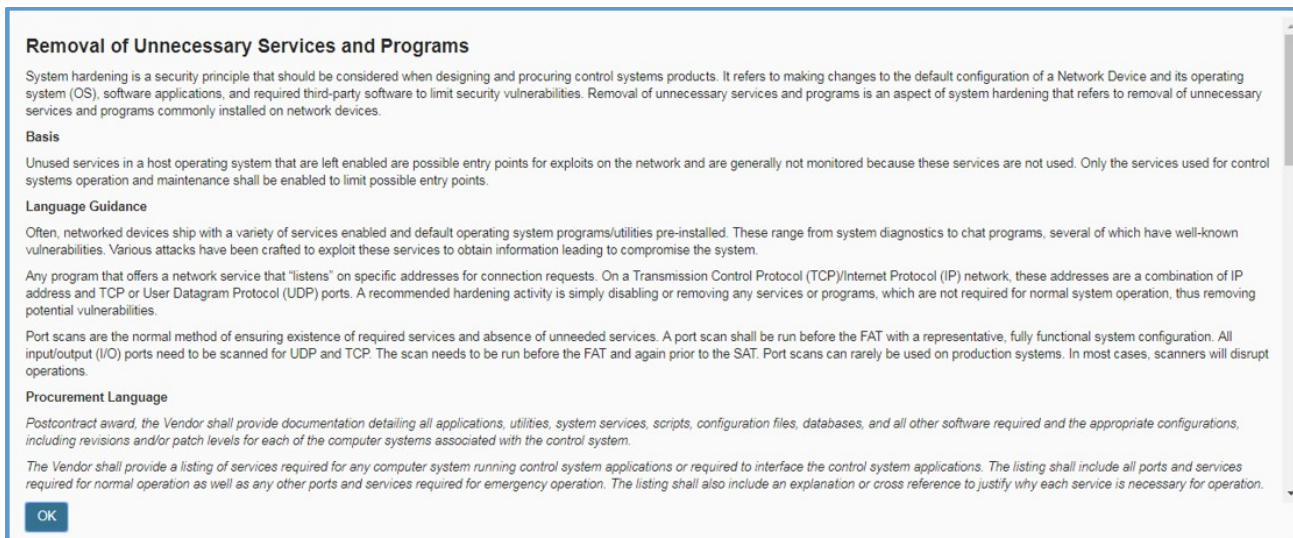 Removal of Unnecessary Services and Programs
System hardening is a security principle that should be considered when designing and procuring control systems products. It refers to making changes to the default configuration of a Network Device and its operating
system (OS), software applications, and required third-party software to limit security vulnerabilities. Removal of unnecessary services and programs is an aspect of system hardening that refers to removal of unnecessary
services and programs commonly installed on network devices.
Basis
Unused services in a host operating system that are left enabled are possible entry points for exploits on the network and are generally not monitored because these services are not used. Only the services used for control
systems operation and maintenance shall be enabled to limit possible entry points.
Language Guidance
Often, networked devices ship with a variety of services enabled and default operating system programs/utilities pre-installed. These range from system diagnostics to chat programs, several of which have well-known
vulnerabilities. Various attacks have been crafted to exploit these services to obtain information leading to compromise the system.
Any program that offers a network service that “listens” on specific addresses for connection requests. On a Transmission Control Protocol (TCP)/Internet Protocol (IP) network, these addresses are a combination of IP
address and TCP or User Datagram Protocol (UDP) ports. A recommended hardening activity is simply disabling or removing any services or programs, which are not required for normal system operation, thus removing
potential vulnerabilities.
Port scans are the normal method of ensuring existence of required services and absence of unneeded services. A port scan shall be run before the FAT with a representative, fully functional system configuration. All
input/output (I/O) ports need to be scanned for UDP and TCP. The scan needs to be run before the FAT and again prior to the SAT. Port scans can rarely be used on production systems. In most cases, scanners will disrupt
operations.
Procurement Language
Postcontract award, the Vendor shall provide documentation detailing all applications, utilities, system services, scripts, configuration files, databases, and all other software required and the appropriate configurations,
including revisions and/or patch levels for each of the computer systems associated with the control system.
The Vendor shall provide a listing of services required for any computer system running control system applications or required to interface the control system applications. The listing shall include all ports and services
required for normal operation as well as any other ports and services required for emergency operation. The listing shall also include an explanation or cross reference to justify why each service is necessary for operation.
OK